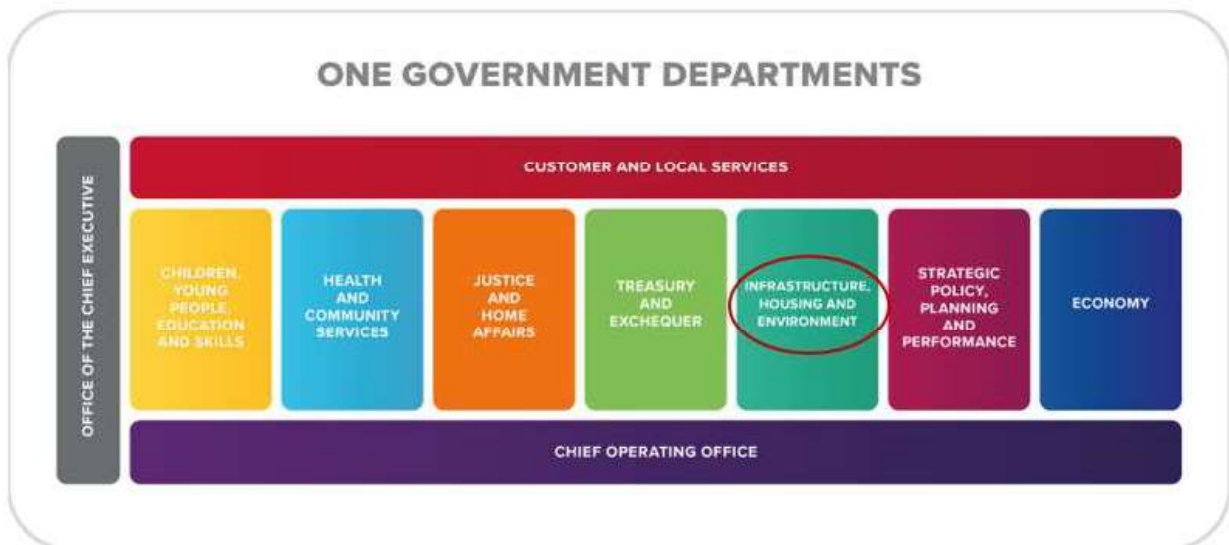 ONE GOVERNMENT DEPARTMENTS
OFFICE OF THE CHIEF EXECUTIVE
CUSTOMER AND LOCAL SERVICES
CHILDREN,
YOUNG
PEOPLE,
EDUCATION
AND SKILLS
HEALTH
AND
COMMUNITY
SERVICES
JUSTICE
AND
HOME
AFFAIRS
TREASURY
AND
EXCHEQUER
INFRASTRUCTURE,
HOUSING AND
ENVIRONMENT
STRATEGIC
POLICY,
PLANNING
AND
PERFORMANCE
ECONOMY
CHIEF OPERATING OFFICE